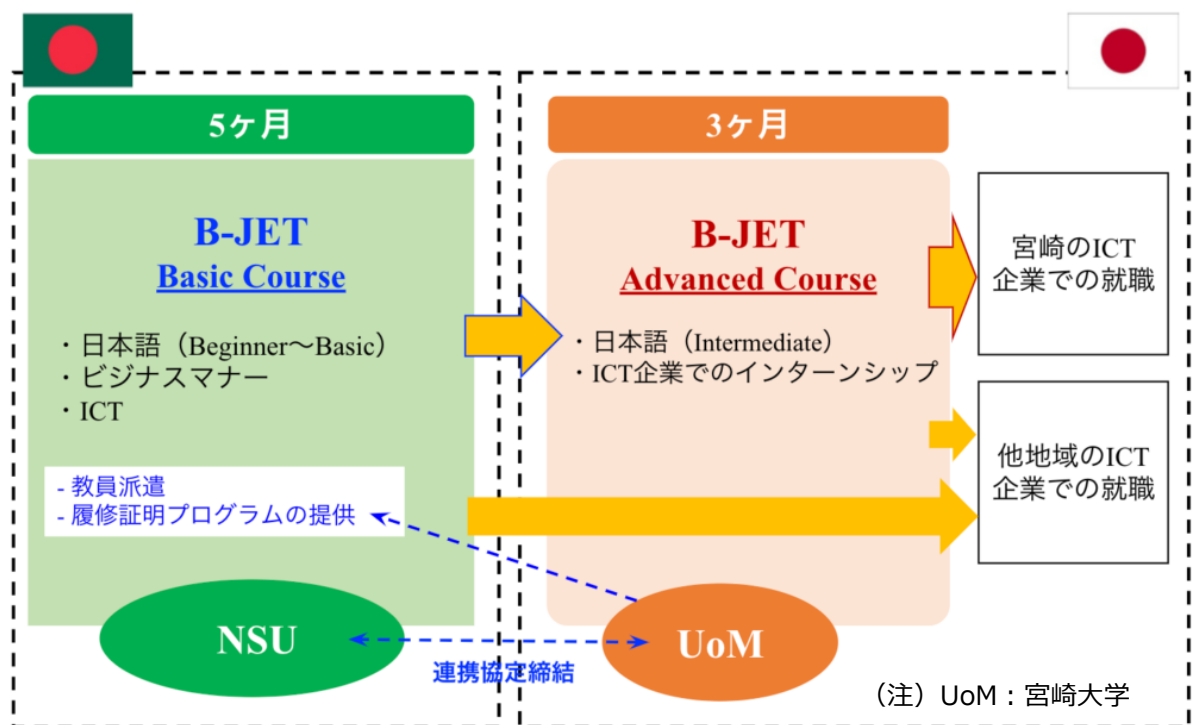 5ヶ月
B-JET
Basic Course
・日本語（Beginner～Basic）
・ビジナスマナー
・ICT
- 教員派遣
- 履修証明プログラムの提供
NSU
3ヶ月
B-JET
Advanced Course
・日本語（Intermediate）
・ICT企業でのインターンシップ
UoM
連携協定締結
宮崎のICT
企業での就職
他地域のICT
企業での就職
（注）UoM：宮崎大学